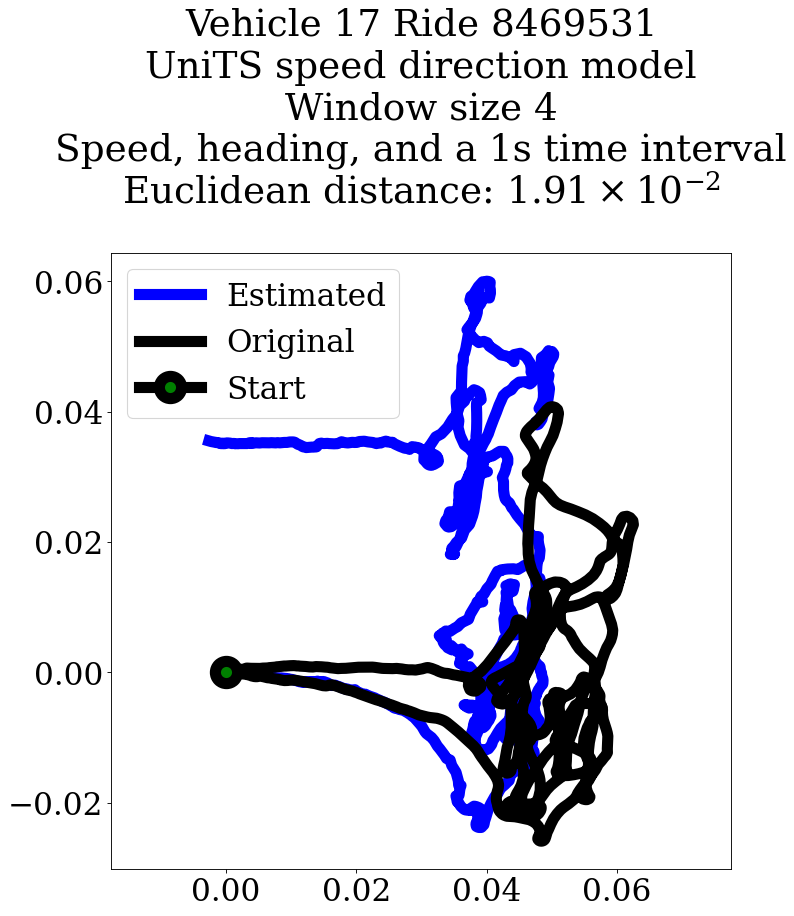 Vehicle 17 Ride 8469531
UniTS speed direction model
Window size 4
Speed, heading, and a 1s time interval
Euclidean distance: 1.91 × 10⁻²
0.06
Estimated
Original
Start
0.04
0.02
0.00
−0.02
0.00 0.02 0.04 0.06